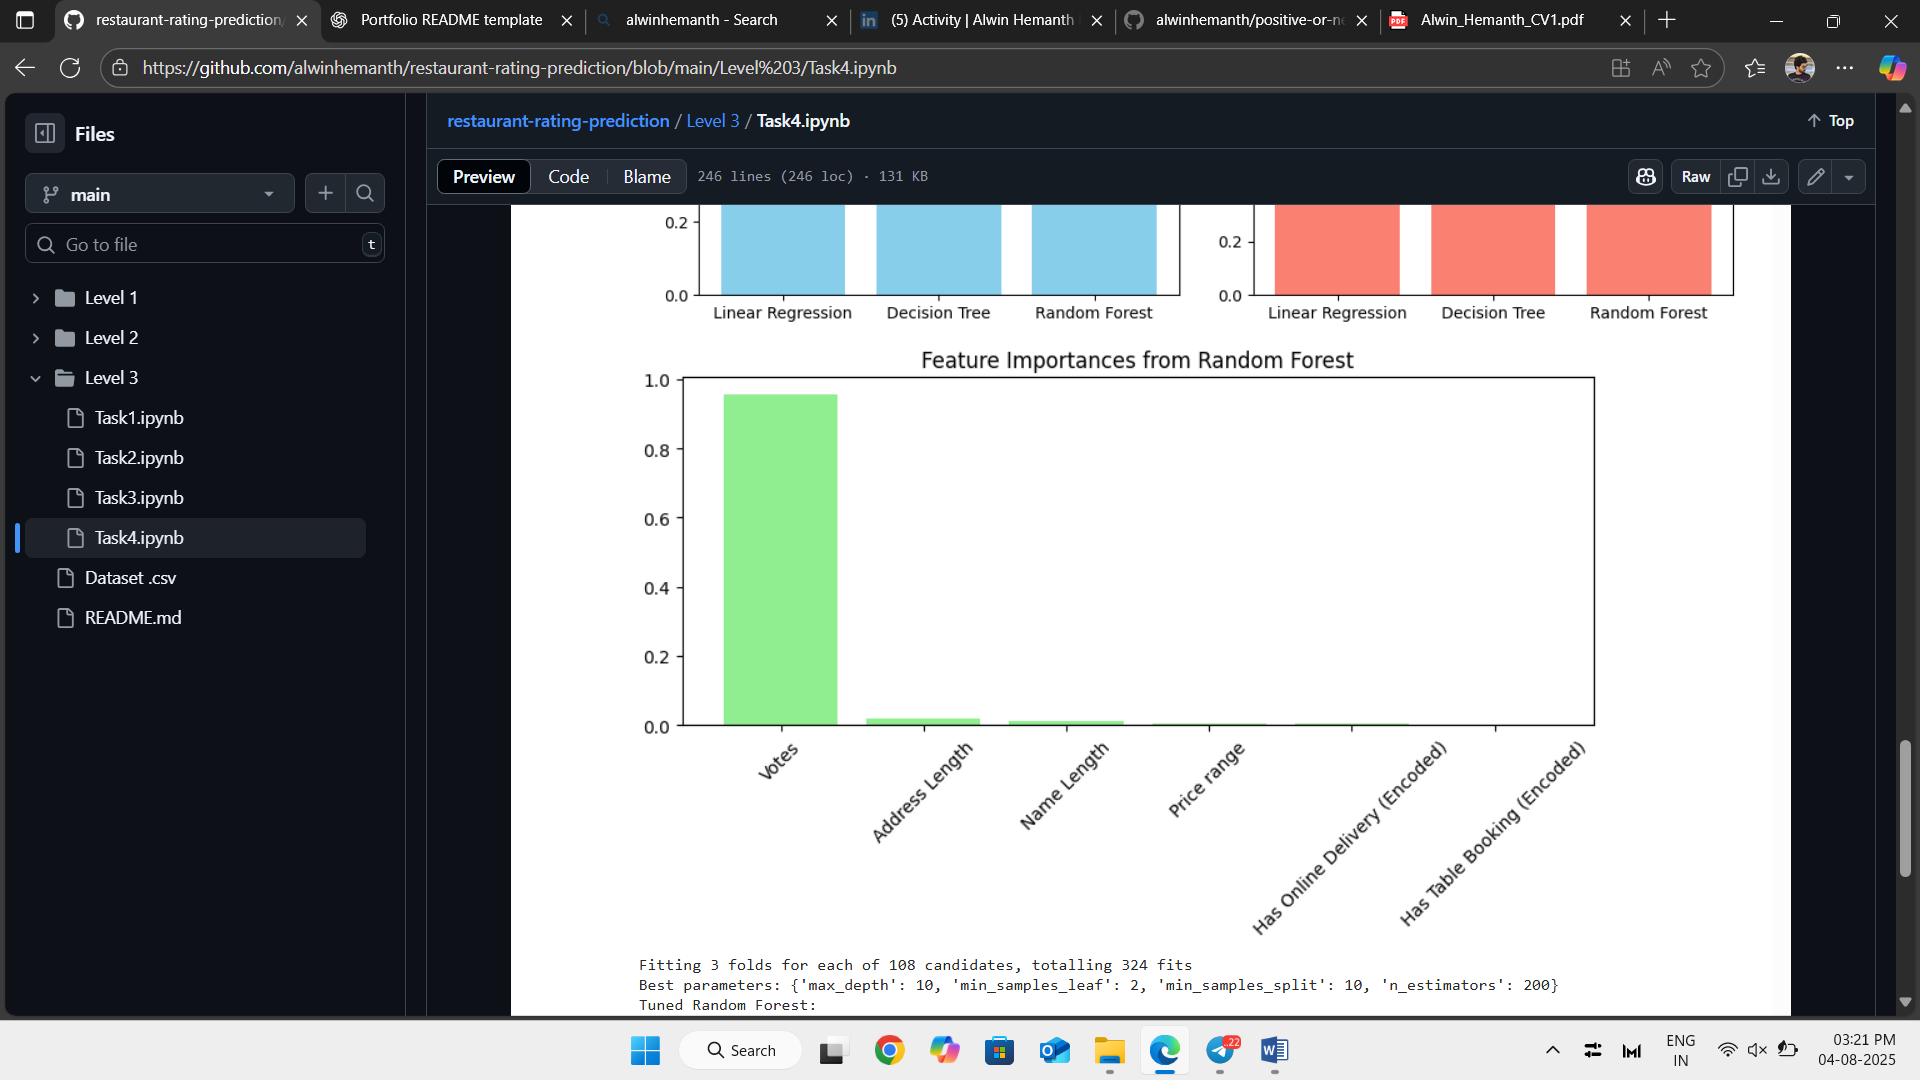 restaurant-rating-prediction/
Portfolio README template
alwinhemanth - Search
(5) Activity | Alwin Hemanth
alwinhemanth/positive-or-ne
PDF
Alwin_Hemanth_CV1.pdf
https://github.com/alwinhemanth/restaurant-rating-prediction/blob/main/Level%203/Task4.ipynb
Files
restaurant-rating-prediction / Level 3 / Task4.ipynb
Top
main
Preview Code Blame 246 lines (246 loc) · 131 KB
Raw
Go to file t
Level 1
Level 2
Level 3
Task1.ipynb
Task2.ipynb
Task3.ipynb
Task4.ipynb
Dataset .csv
README.md
0.2
0.0
Linear Regression Decision Tree Random Forest
0.2
0.0
Linear Regression Decision Tree Random Forest
Feature Importances from Random Forest
1.0
0.8
0.6
0.4
0.2
0.0
Votes
Address Length
Name Length
Price range
Has Online Delivery (Encoded)
Has Table Booking (Encoded)
Fitting 3 folds for each of 108 candidates, totalling 324 fits
Best parameters: {'max_depth': 10, 'min_samples_leaf': 2, 'min_samples_split': 10, 'n_estimators': 200}
Tuned Random Forest:
Search
..22
ENG
IN
03:21 PM
04-08-2025